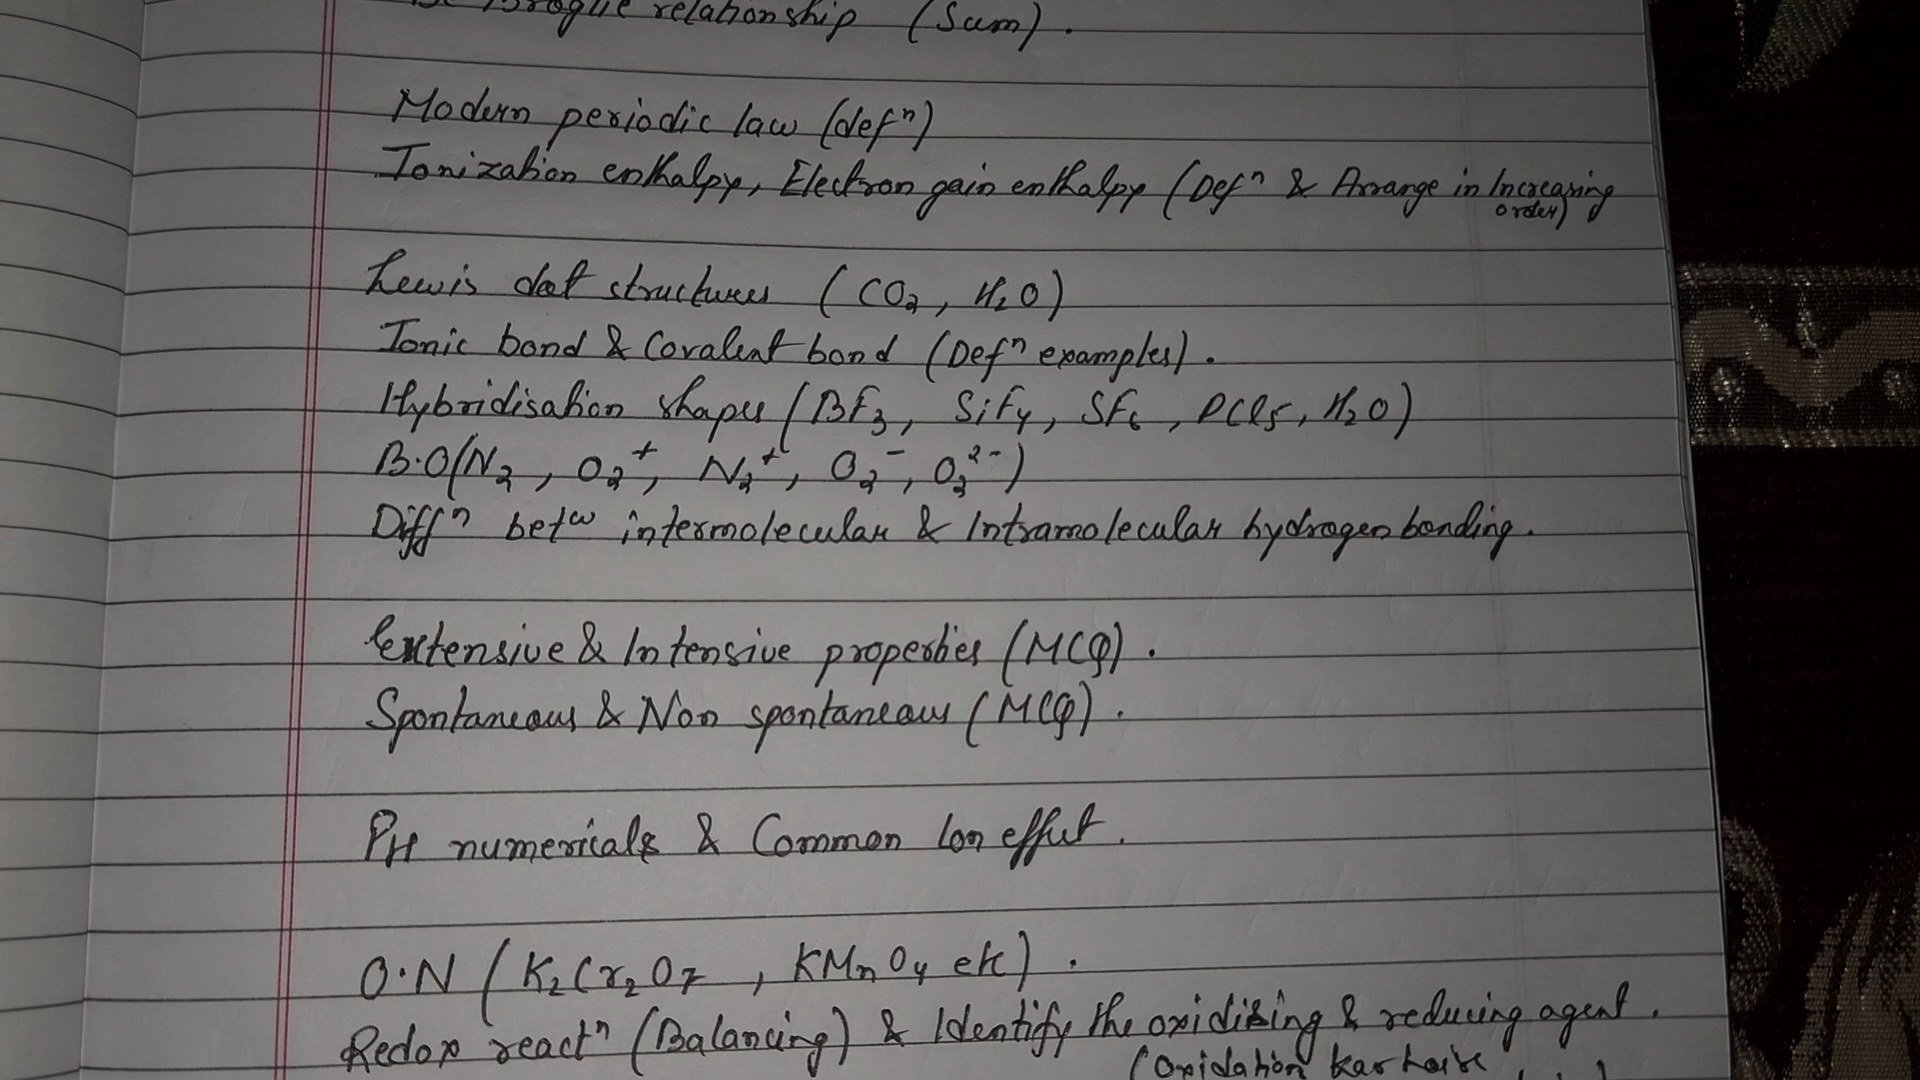 De Broglie relationship (Sum).
Modern periodic law (defⁿ)
Ionization enthalpy, Electron gain enthalpy (Defⁿ & Arrange in Increasing
order)
Lewis dot structures (CO₂, H₂O)
Ionic bond & Covalent bond (Defⁿ examples).
Hybridisation shapes (BF₃, SiF₄, SF₆, PCl₅, H₂O)
B.O(N₂, O₂⁺, N₂⁺, O₂⁻, O₂²⁻)
Diffⁿ betʷ intermolecular & Intramolecular hydrogen bonding.
Extensive & Intensive properties (MCQ).
Spontaneous & Non spontaneous (MCQ).
PH numericals & Common Ion effect.
O.N (K₂Cr₂O₇, KMnO₄ etc).
Redox reactⁿ (Balancing) & Identify the oxidising & reducing agent.
(Oxidation